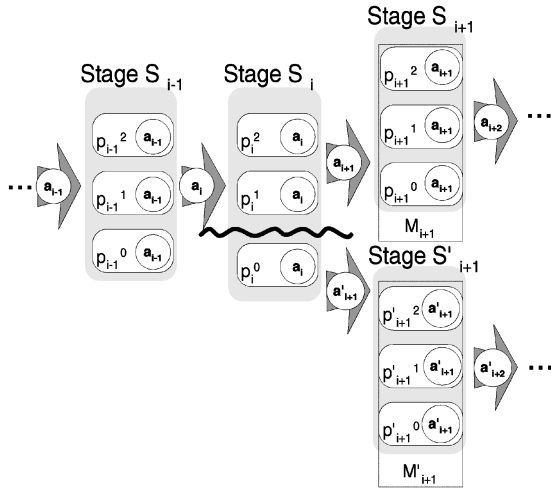 Stage S i+1
Stage S i-1
Stage S i
p i+1 2 a i+1
p i-1 2 a i-1
p i 2 a i
p i+1 1 a i+1
a i+2 ...
a i+1
... a i-1
p i-1 1 a i-1
a i
p i 1 a i
p i+1 0 a i+1
M i+1
p i-1 0 a i-1
p i 0 a i
Stage S' i+1
a' i+1
p' i+1 2 a' i+1
p' i+1 1 a' i+1
a' i+2 ...
p' i+1 0 a' i+1
M' i+1